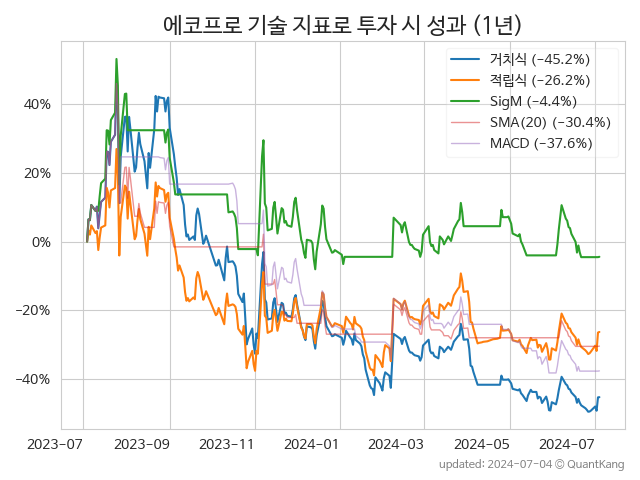 에코프로 기술 지표로 투자 시 성과 (1년)
거치식 (−45.2%)
적립식 (−26.2%)
SigM (−4.4%)
SMA(20) (−30.4%)
MACD (−37.6%)
40%
20%
0%
−20%
−40%
2023-07 2023-09 2023-11 2024-01 2024-03 2024-05 2024-07
updated: 2024-07-04 @ QuantKang